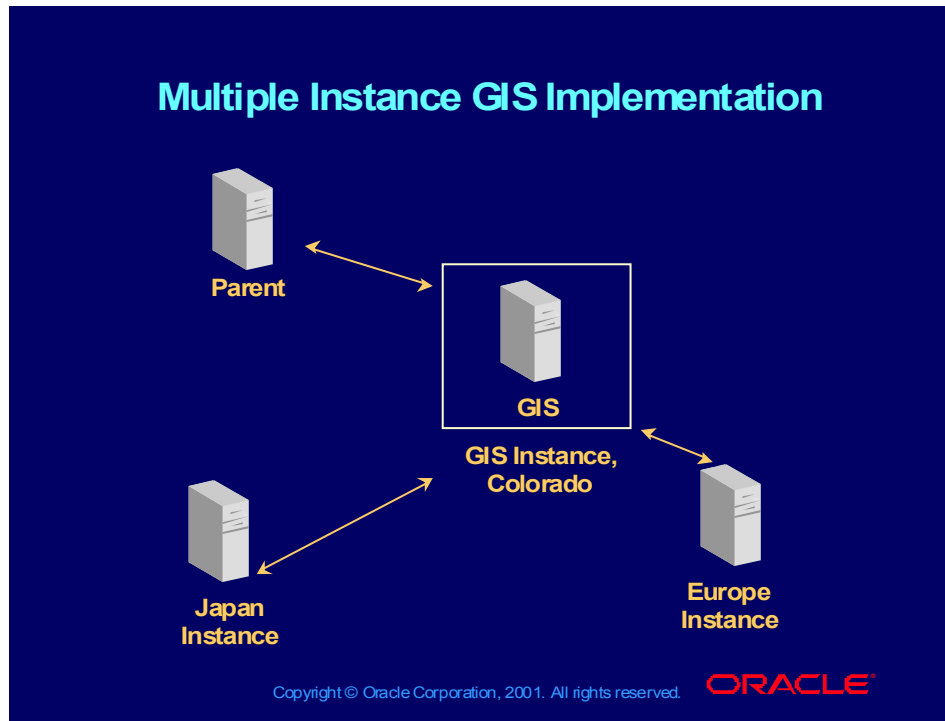 Multiple Instance GIS Implementation
Parent
GIS
GIS Instance,
Colorado
Japan
Instance
Europe
Instance
Copyright © Oracle Corporation, 2001. All rights reserved.
ORACLE®